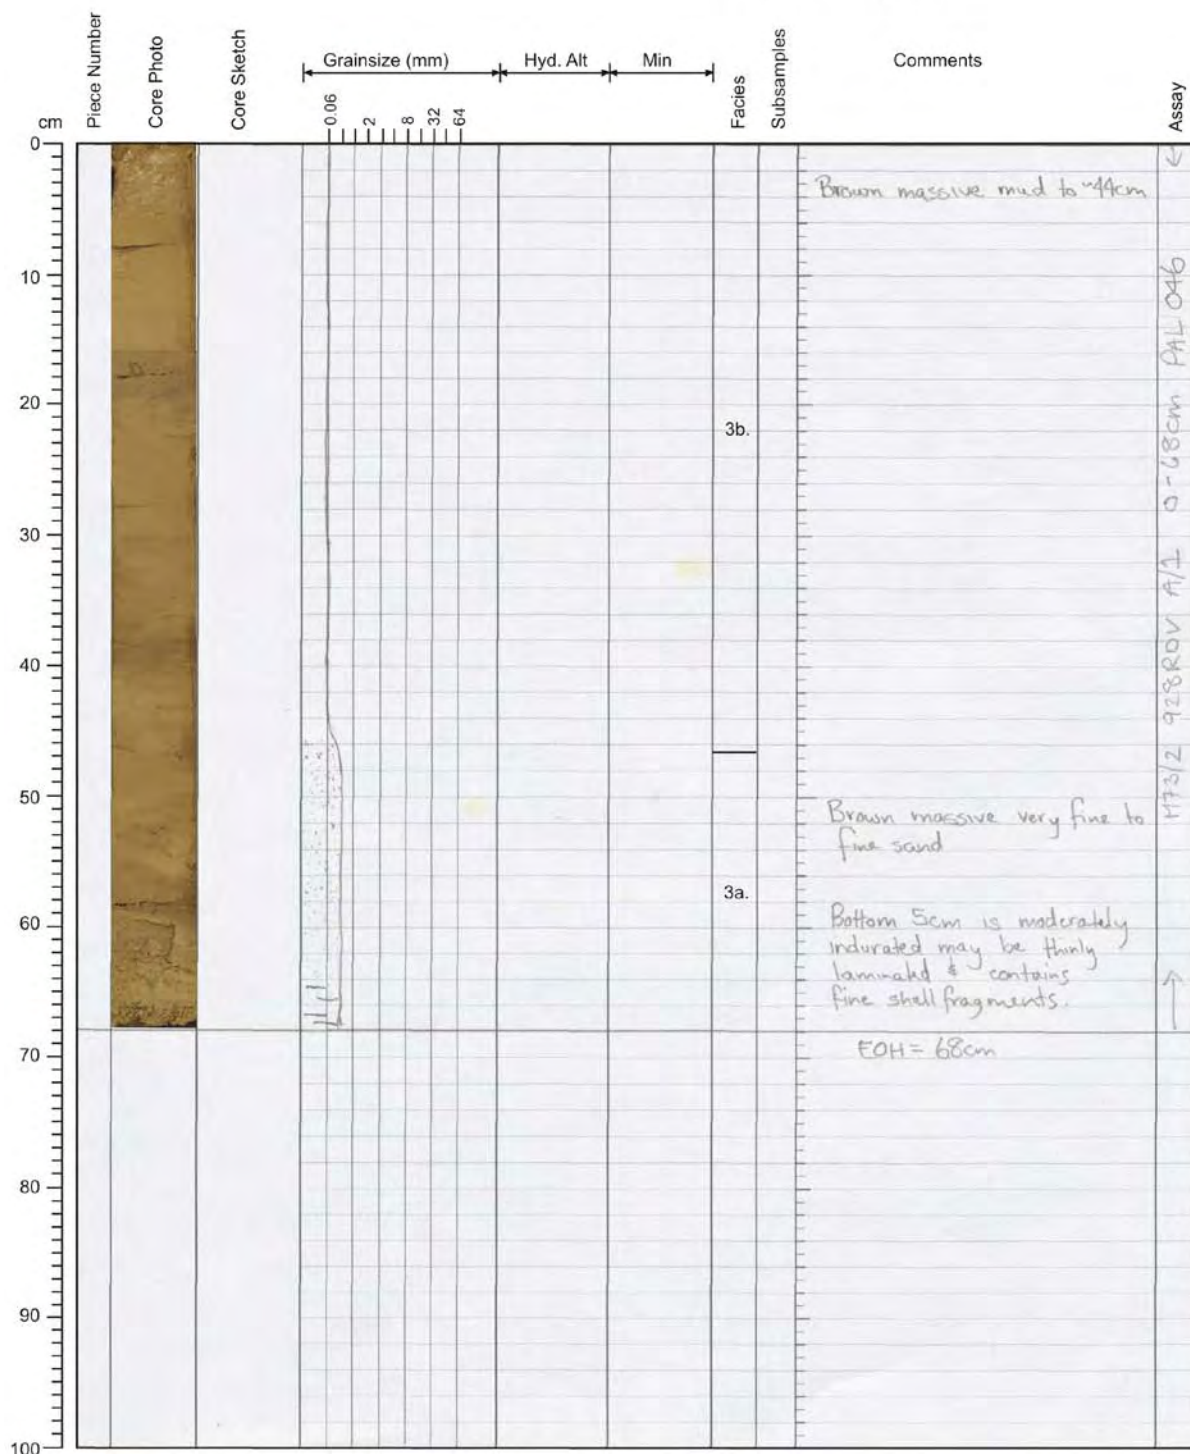 Piece Number
Core Photo
Core Sketch
Grainsize (mm)
Hyd. Alt
Min
Facies
Subsamples
Comments
Assay
cm
0.06
2
8
32
64
0
10
20
30
40
50
60
70
80
90
100
Brown massive mud to ~44cm
3b.
Brown massive very fine to
fine sand
3a.
Bottom 5cm is moderately
indurated may be thinly
laminated & contains
fine shell fragments.
EOH = 68cm
M73/2 928ROV A/1 0-68cm PAL046